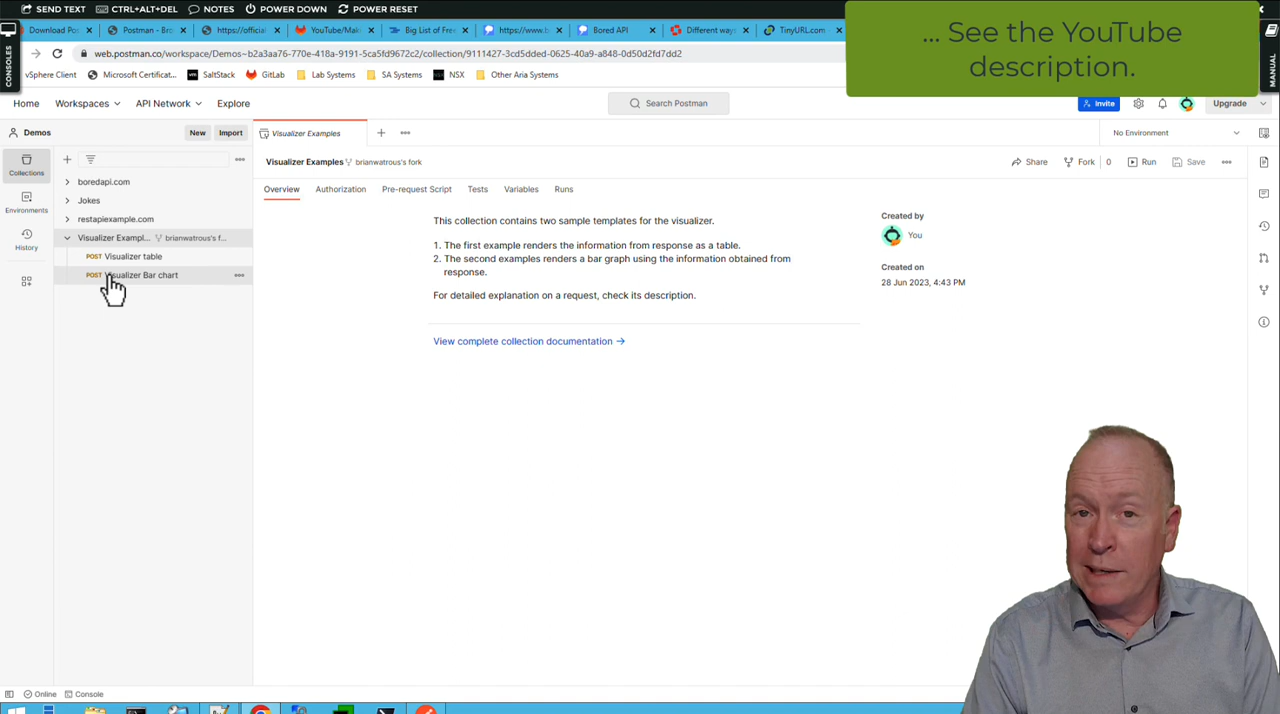 SEND TEXT CTRL+ALT+DEL NOTES POWER DOWN POWER RESET
CONSOLES
MANUAL
... See the YouTube
description.
Download Pos
Postman - Bro
https://official
YouTube/Maki
Big List of Free
https://www.b
Bored API
Different ways
TinyURL.com
web.postman.co/workspace/Demos~b2a3aa76-770e-418a-9191-5ca5fd9672c2/collection/9111427-3cd5dded-0625-40a9-a848-0d50d2fd7dd2
vSphere Client Microsoft Certificat... SaltStack GitLab Lab Systems SA Systems NSX Other Aria Systems
Home Workspaces API Network Explore
Search Postman
Invite
Upgrade
Demos
New Import
Visualizer Examples
No Environment
Collections
Environments
History
boredapi.com
Jokes
restapiexample.com
Visualizer Exampl... brianwatrous's f...
POST Visualizer table
POST Visualizer Bar chart
Visualizer Examples brianwatrous's fork
Share Fork 0 Run Save
Overview Authorization Pre-request Script Tests Variables Runs
This collection contains two sample templates for the visualizer.
1. The first example renders the information from response as a table.
2. The second examples renders a bar graph using the information obtained from
response.
For detailed explanation on a request, check its description.
View complete collection documentation →
Created by
You
Created on
28 Jun 2023, 4:43 PM
Online Console